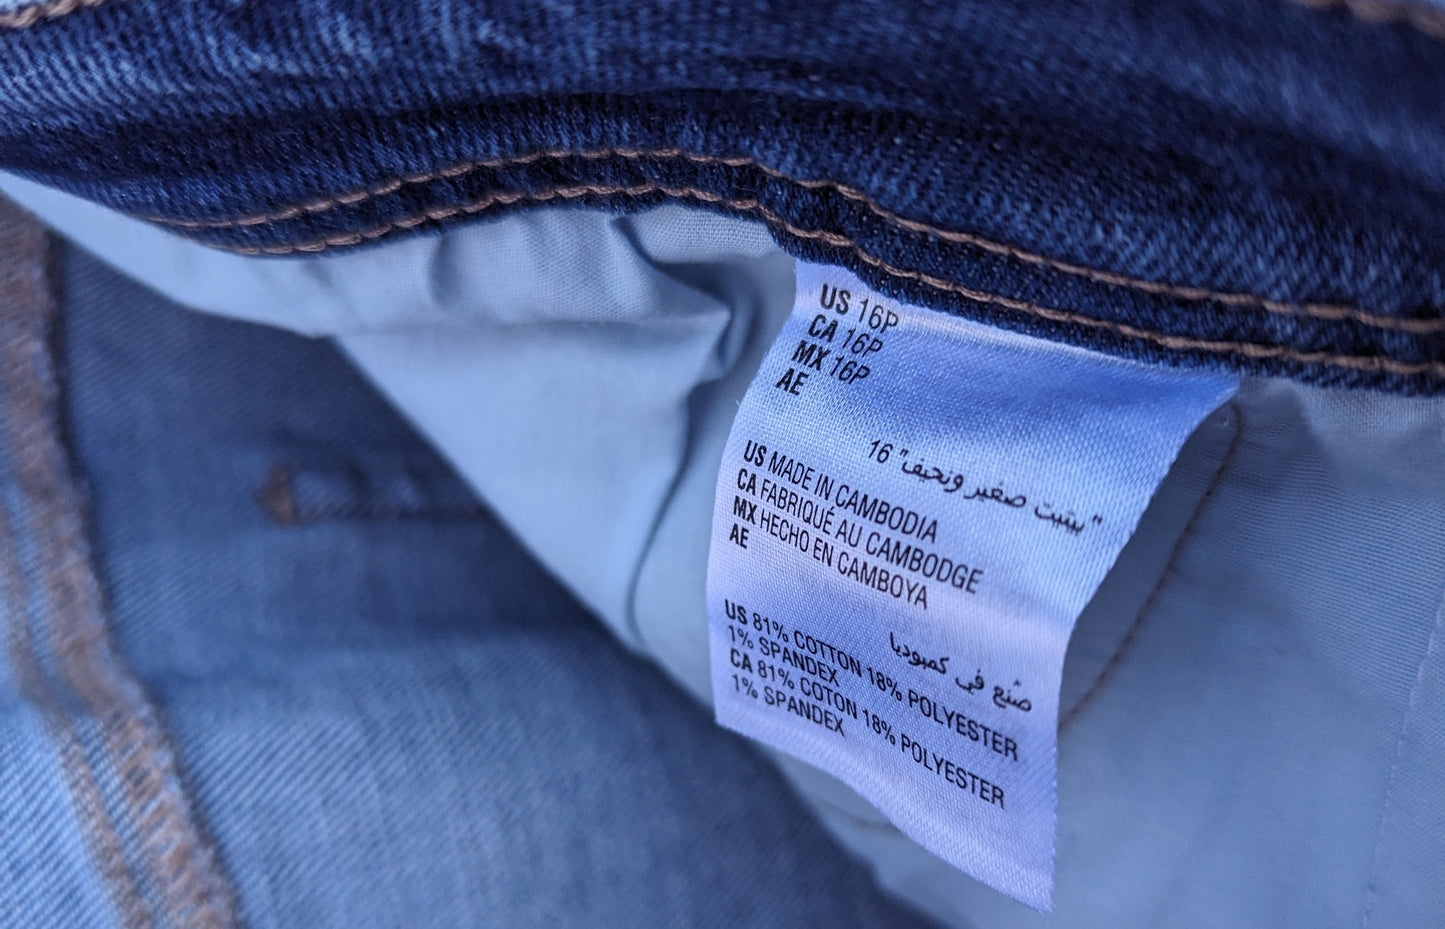 US 16P
CA 16P
MX 16P
AE
"بيتيت صغير ونحيف" 16
US MADE IN CAMBODIA
CA FABRIQUÉ AU CAMBODGE
MX HECHO EN CAMBOYA
AE
صُنع في كمبوديا
US 81% COTTON 18% POLYESTER
1% SPANDEX
CA 81% COTON 18% POLYESTER
1% SPANDEX